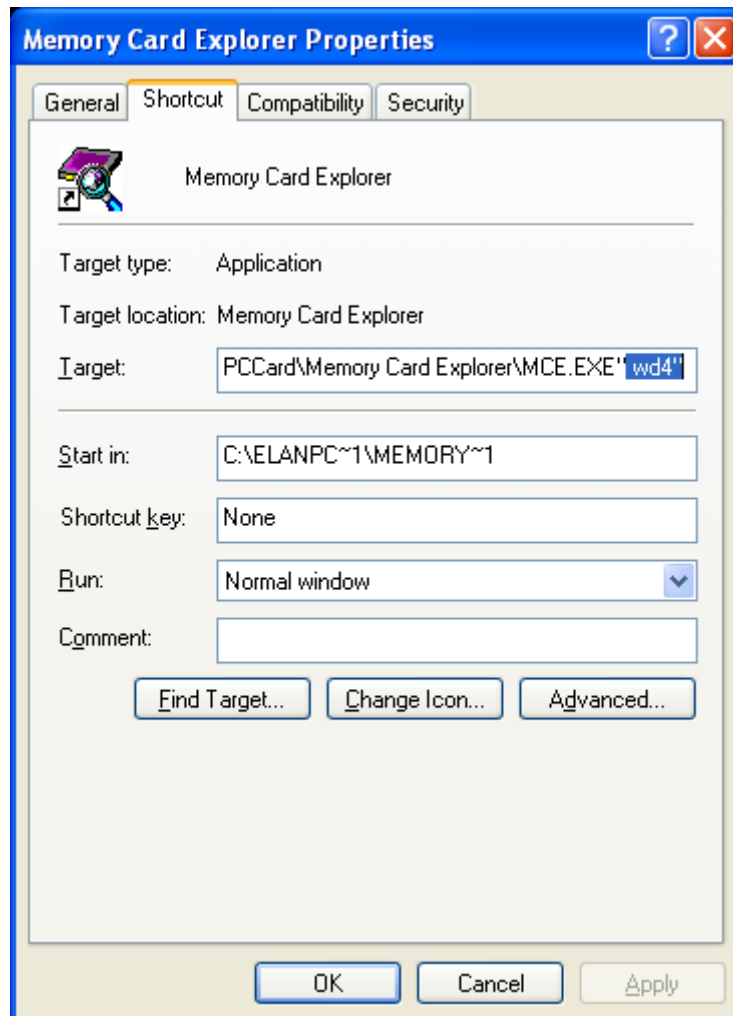 Memory Card Explorer Properties
General Shortcut Compatibility Security
Memory Card Explorer
Target type: Application
Target location: Memory Card Explorer
Target: PCCard\Memory Card Explorer\MCE.EXE" wd4"
Start in: C:\ELANPC~1\MEMORY~1
Shortcut key: None
Run: Normal window
Comment:
Find Target... Change Icon... Advanced...
OK Cancel Apply